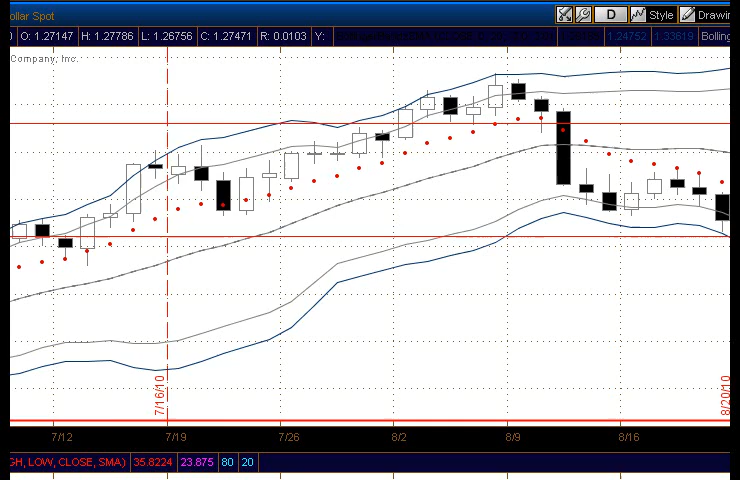 ollar Spot
D Style Drawin
O: 1.27147 H: 1.27786 L: 1.26756 C: 1.27471 R: 0.0103 Y: 1.24752 1.33619 Bolling
Company, Inc.
7/16/10 8/20/10
7/12 7/19 7/26 8/2 8/9 8/16
GH, LOW, CLOSE, SMA) 35.8224 23.875 80 20